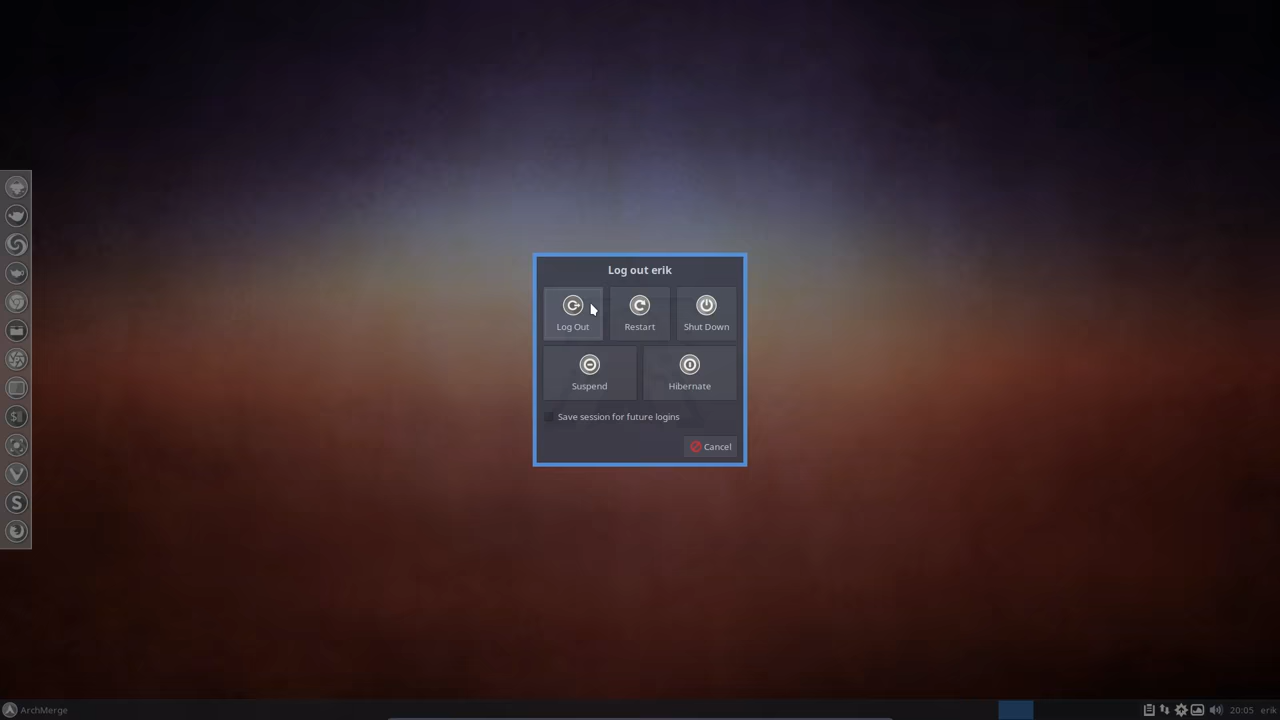 Log out erik
Log Out
Restart
Shut Down
Suspend
Hibernate
Save session for future logins
Cancel
ArchMerge
20:05
erik